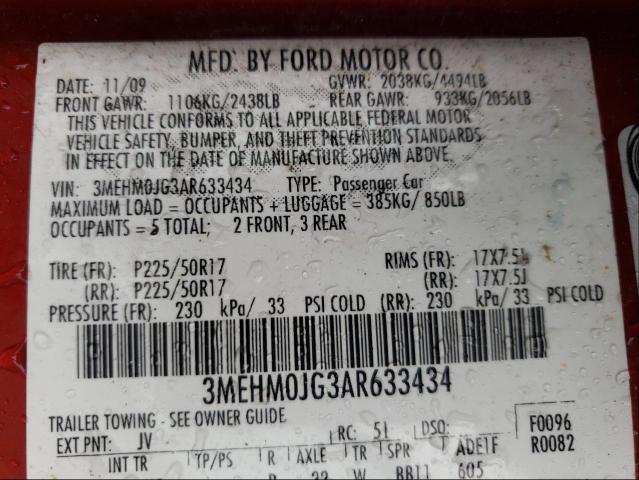 MFD. BY FORD MOTOR CO.
DATE: 11/09 GVWR: 2038KG/4494LB
FRONT GAWR: 1106KG/2438LB REAR GAWR: 933KG/2056LB
THIS VEHICLE CONFORMS TO ALL APPLICABLE FEDERAL MOTOR
VEHICLE SAFETY, BUMPER, AND THEFT PREVENTION STANDARDS
IN EFFECT ON THE DATE OF MANUFACTURE SHOWN ABOVE.
VIN: 3MEHM0JG3AR633434 TYPE: Passenger Car
MAXIMUM LOAD = OCCUPANTS + LUGGAGE = 385KG/ 850LB
OCCUPANTS = 5 TOTAL; 2 FRONT, 3 REAR
TIRE (FR): P225/50R17 RIMS (FR): 17X7.5J
(RR): P225/50R17 (RR): 17X7.5J
PRESSURE (FR): 230 kPa/ 33 PSI COLD (RR): 230 kPa/ 33 PSI COLD
3MEHM0JG3AR633434
TRAILER TOWING - SEE OWNER GUIDE F0096
EXT PNT: JV RC: 51 DSO: R0082
INT TR TP/PS R AXLE TR SPR ADE1F
W BB11 605